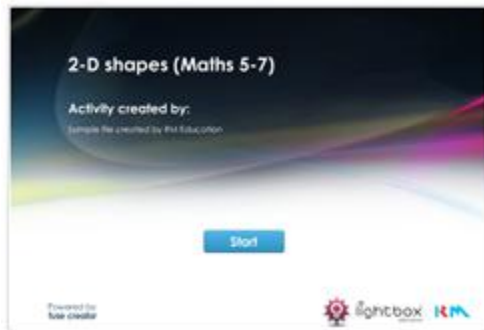 2-D shapes (Maths 5-7)
Activity created by:
Sample file created by RM Education
Start
Powered by
fuse creator
lightbox
RM